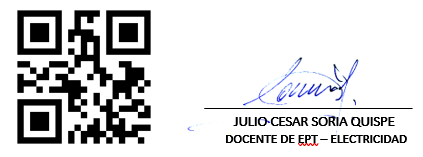 JULIO CESAR SORIA QUISPE
DOCENTE DE EPT – ELECTRICIDAD